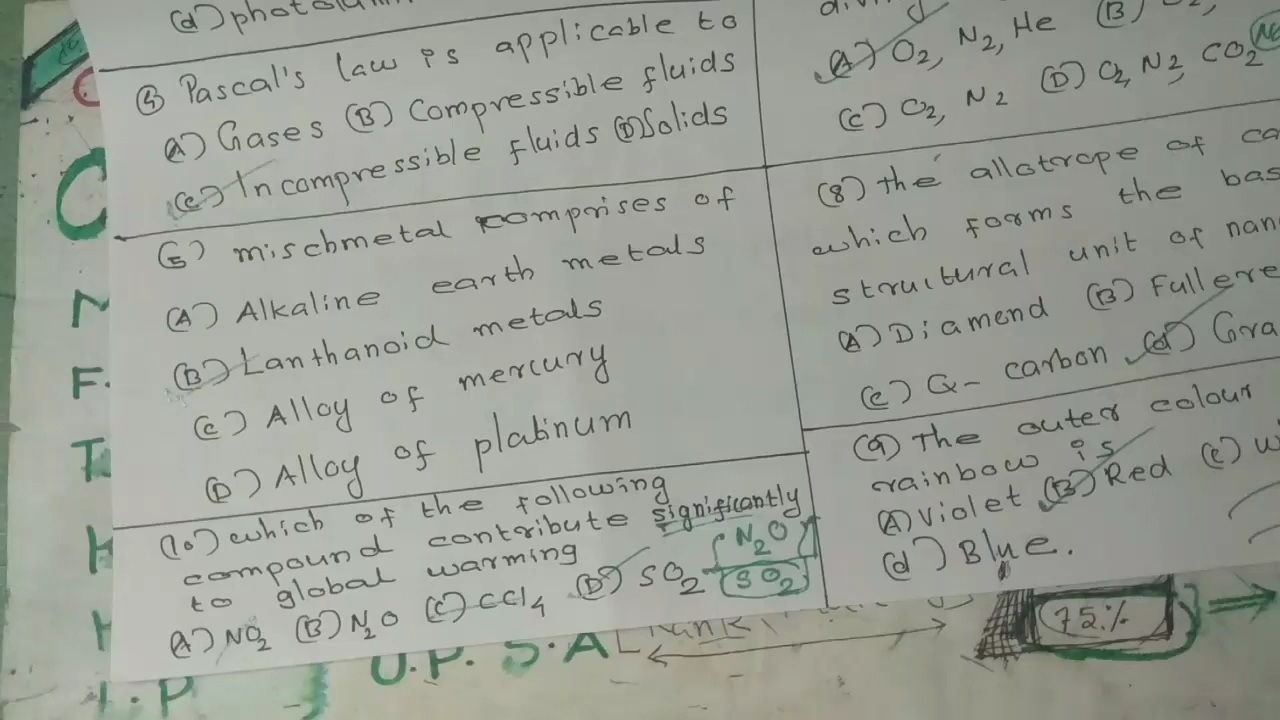 (d) photo
(3) Pascal's law is applicable to
(A) Gases (B) Compressible fluids
(C) Incompressible fluids (D) Solids
(5) mischmetal comprises of
(A) Alkaline earth metals
(B) Lanthanoid metals
(C) Alloy of mercury
(D) Alloy of platinum
(10) which of the following
compound contribute significantly
to global warming
(A) NO2 (B) N2O (C) CCl4 (D) SO2
N2O
SO2
(A) O2, N2, He (B)
(C) O2, N2 (D) O2, N2, CO2
(8) the allotrope of
which forms the
structural unit of
(A) Diamend (B)
(C) Q- carbon (d)
(9) The outer colour
rainbow is
(A) Violet (B) Red (C)
(d) Blue.
75%
U.P. S.A